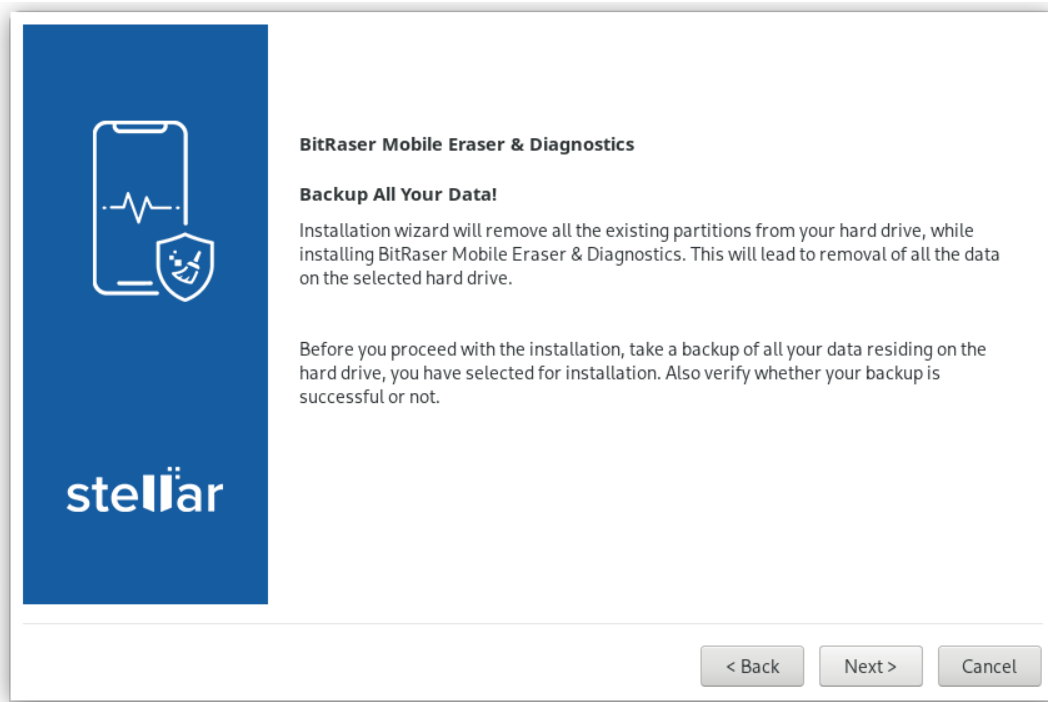 BitRaser Mobile Eraser & Diagnostics
Backup All Your Data!
Installation wizard will remove all the existing partitions from your hard drive, while
installing BitRaser Mobile Eraser & Diagnostics. This will lead to removal of all the data
on the selected hard drive.
Before you proceed with the installation, take a backup of all your data residing on the
hard drive, you have selected for installation. Also verify whether your backup is
successful or not.
stellar
< Back
Next >
Cancel